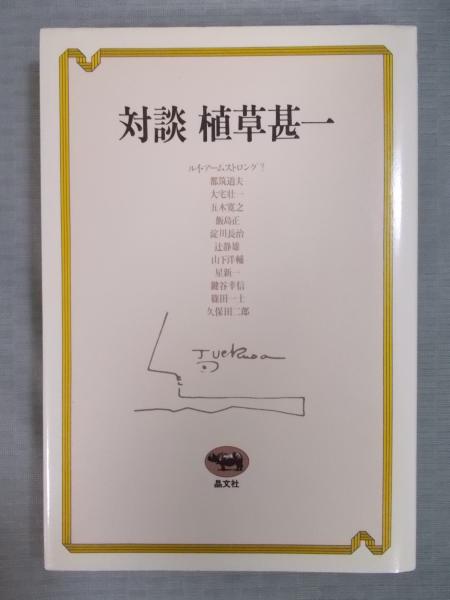 対談 植草甚一
ルイ・アームストロング?
都筑道夫
大宅壮一
五木寛之
飯島正
淀川長治
辻静雄
山下洋輔
星新一
鍵谷幸信
篠田一士
久保田二郎
J Uekusa
晶文社